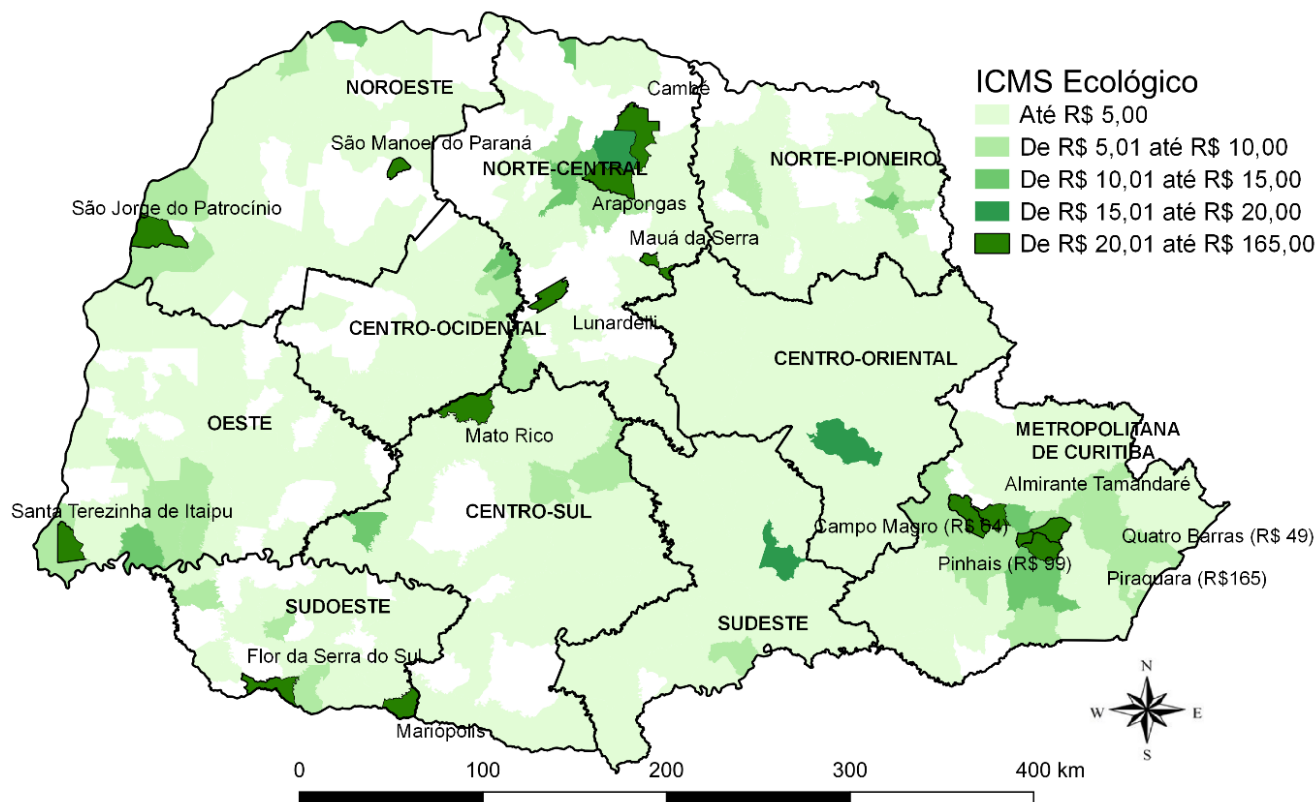 ICMS Ecológico
Até R$ 5,00
De R$ 5,01 até R$ 10,00
De R$ 10,01 até R$ 15,00
De R$ 15,01 até R$ 20,00
De R$ 20,01 até R$ 165,00
NOROESTE
Cambé
São Manoel do Paraná
NORTE-CENTRAL
NORTE-PIONEIRO
São Jorge do Patrocínio
Arapongas
Mauá da Serra
CENTRO-OCIDENTAL
Lunardelli
CENTRO-ORIENTAL
OESTE
Mato Rico
METROPOLITANA
DE CURITIBA
Almirante Tamandaré
Santa Terezinha de Itaipu
CENTRO-SUL
Campo Magro (R$ 64)
Quatro Barras (R$ 49)
Pinhais (R$ 99)
Piraquara (R$165)
SUDOESTE
SUDESTE
Flor da Serra do Sul
Mariópolis
N
W
E
S
0
100
200
300
400 km